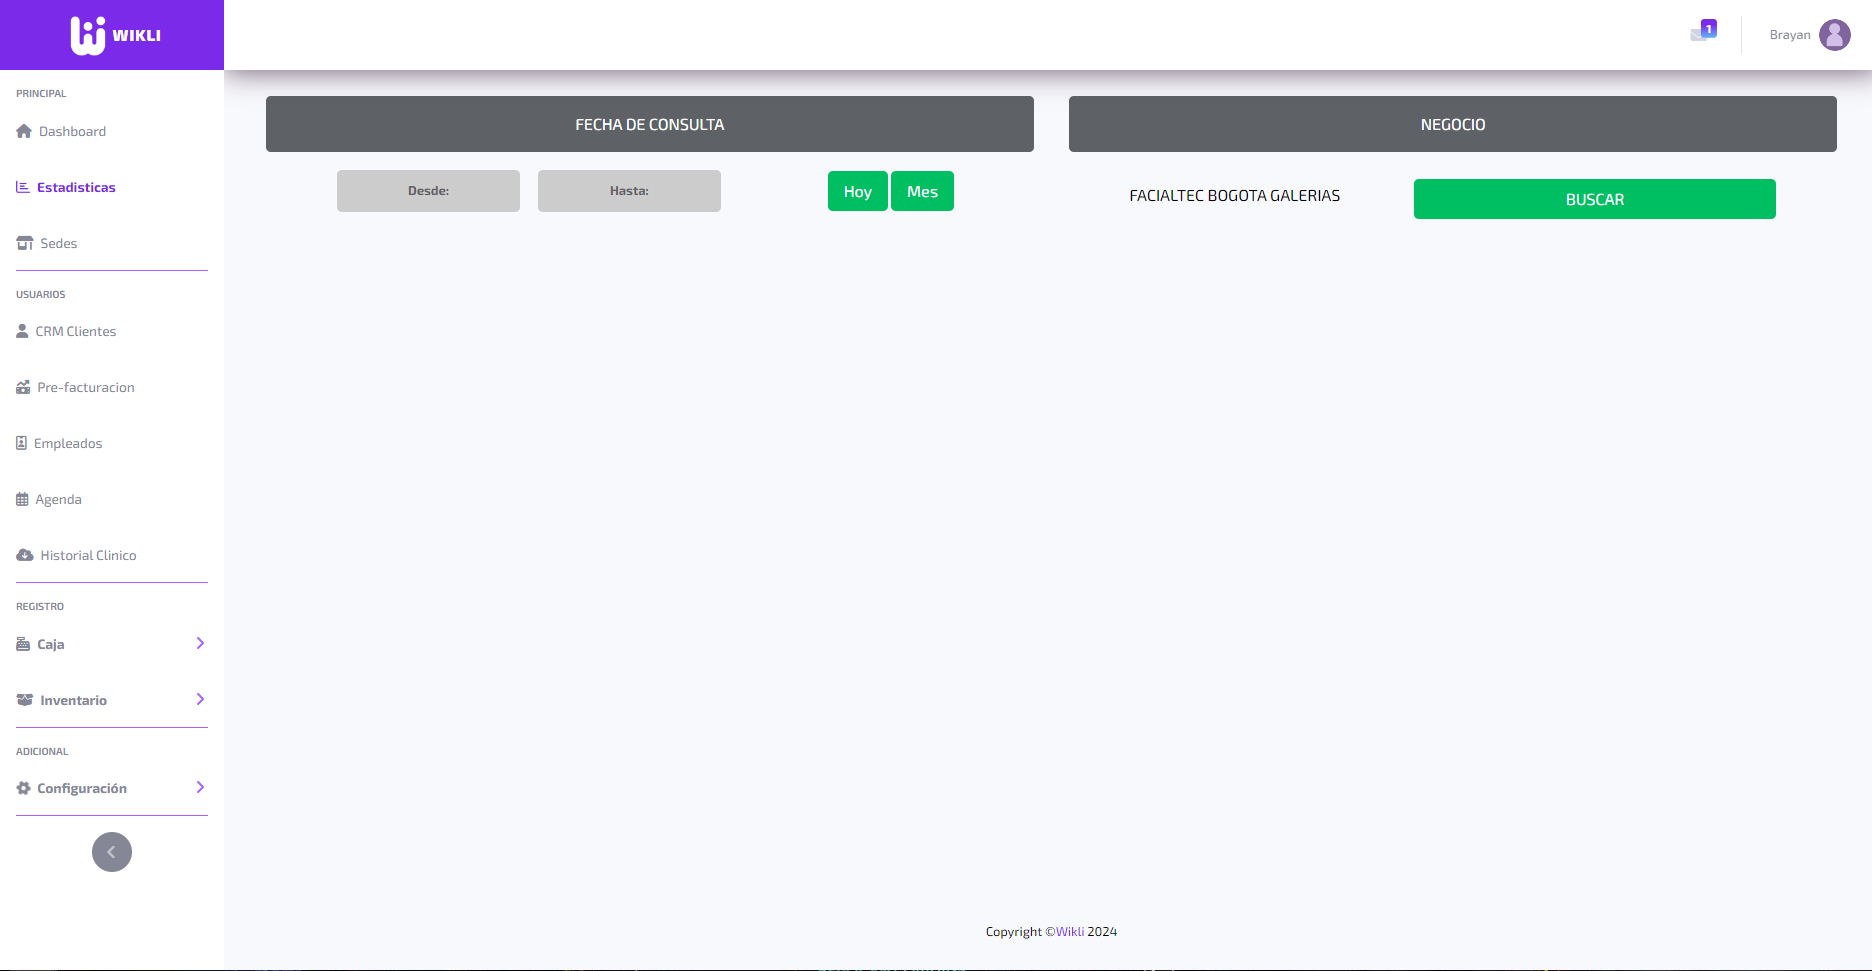 WIKLI
1
Brayan
PRINCIPAL
Dashboard
Estadisticas
Sedes
USUARIOS
CRM Clientes
Pre-facturacion
Empleados
Agenda
Historial Clinico
REGISTRO
Caja
Inventario
ADICIONAL
Configuración
FECHA DE CONSULTA
Desde:
Hasta:
Hoy
Mes
NEGOCIO
FACIALTEC BOGOTA GALERIAS
BUSCAR
Copyright ©Wikli 2024